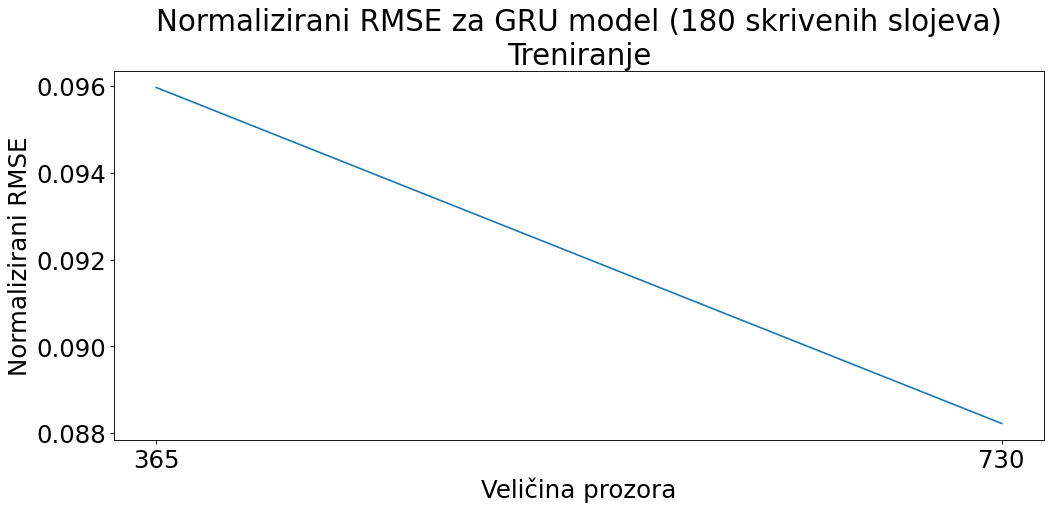 Normalizirani RMSE za GRU model (180 skrivenih slojeva)
Treniranje
Normalizirani RMSE
0.096
0.094
0.092
0.090
0.088
365
730
Veličina prozora